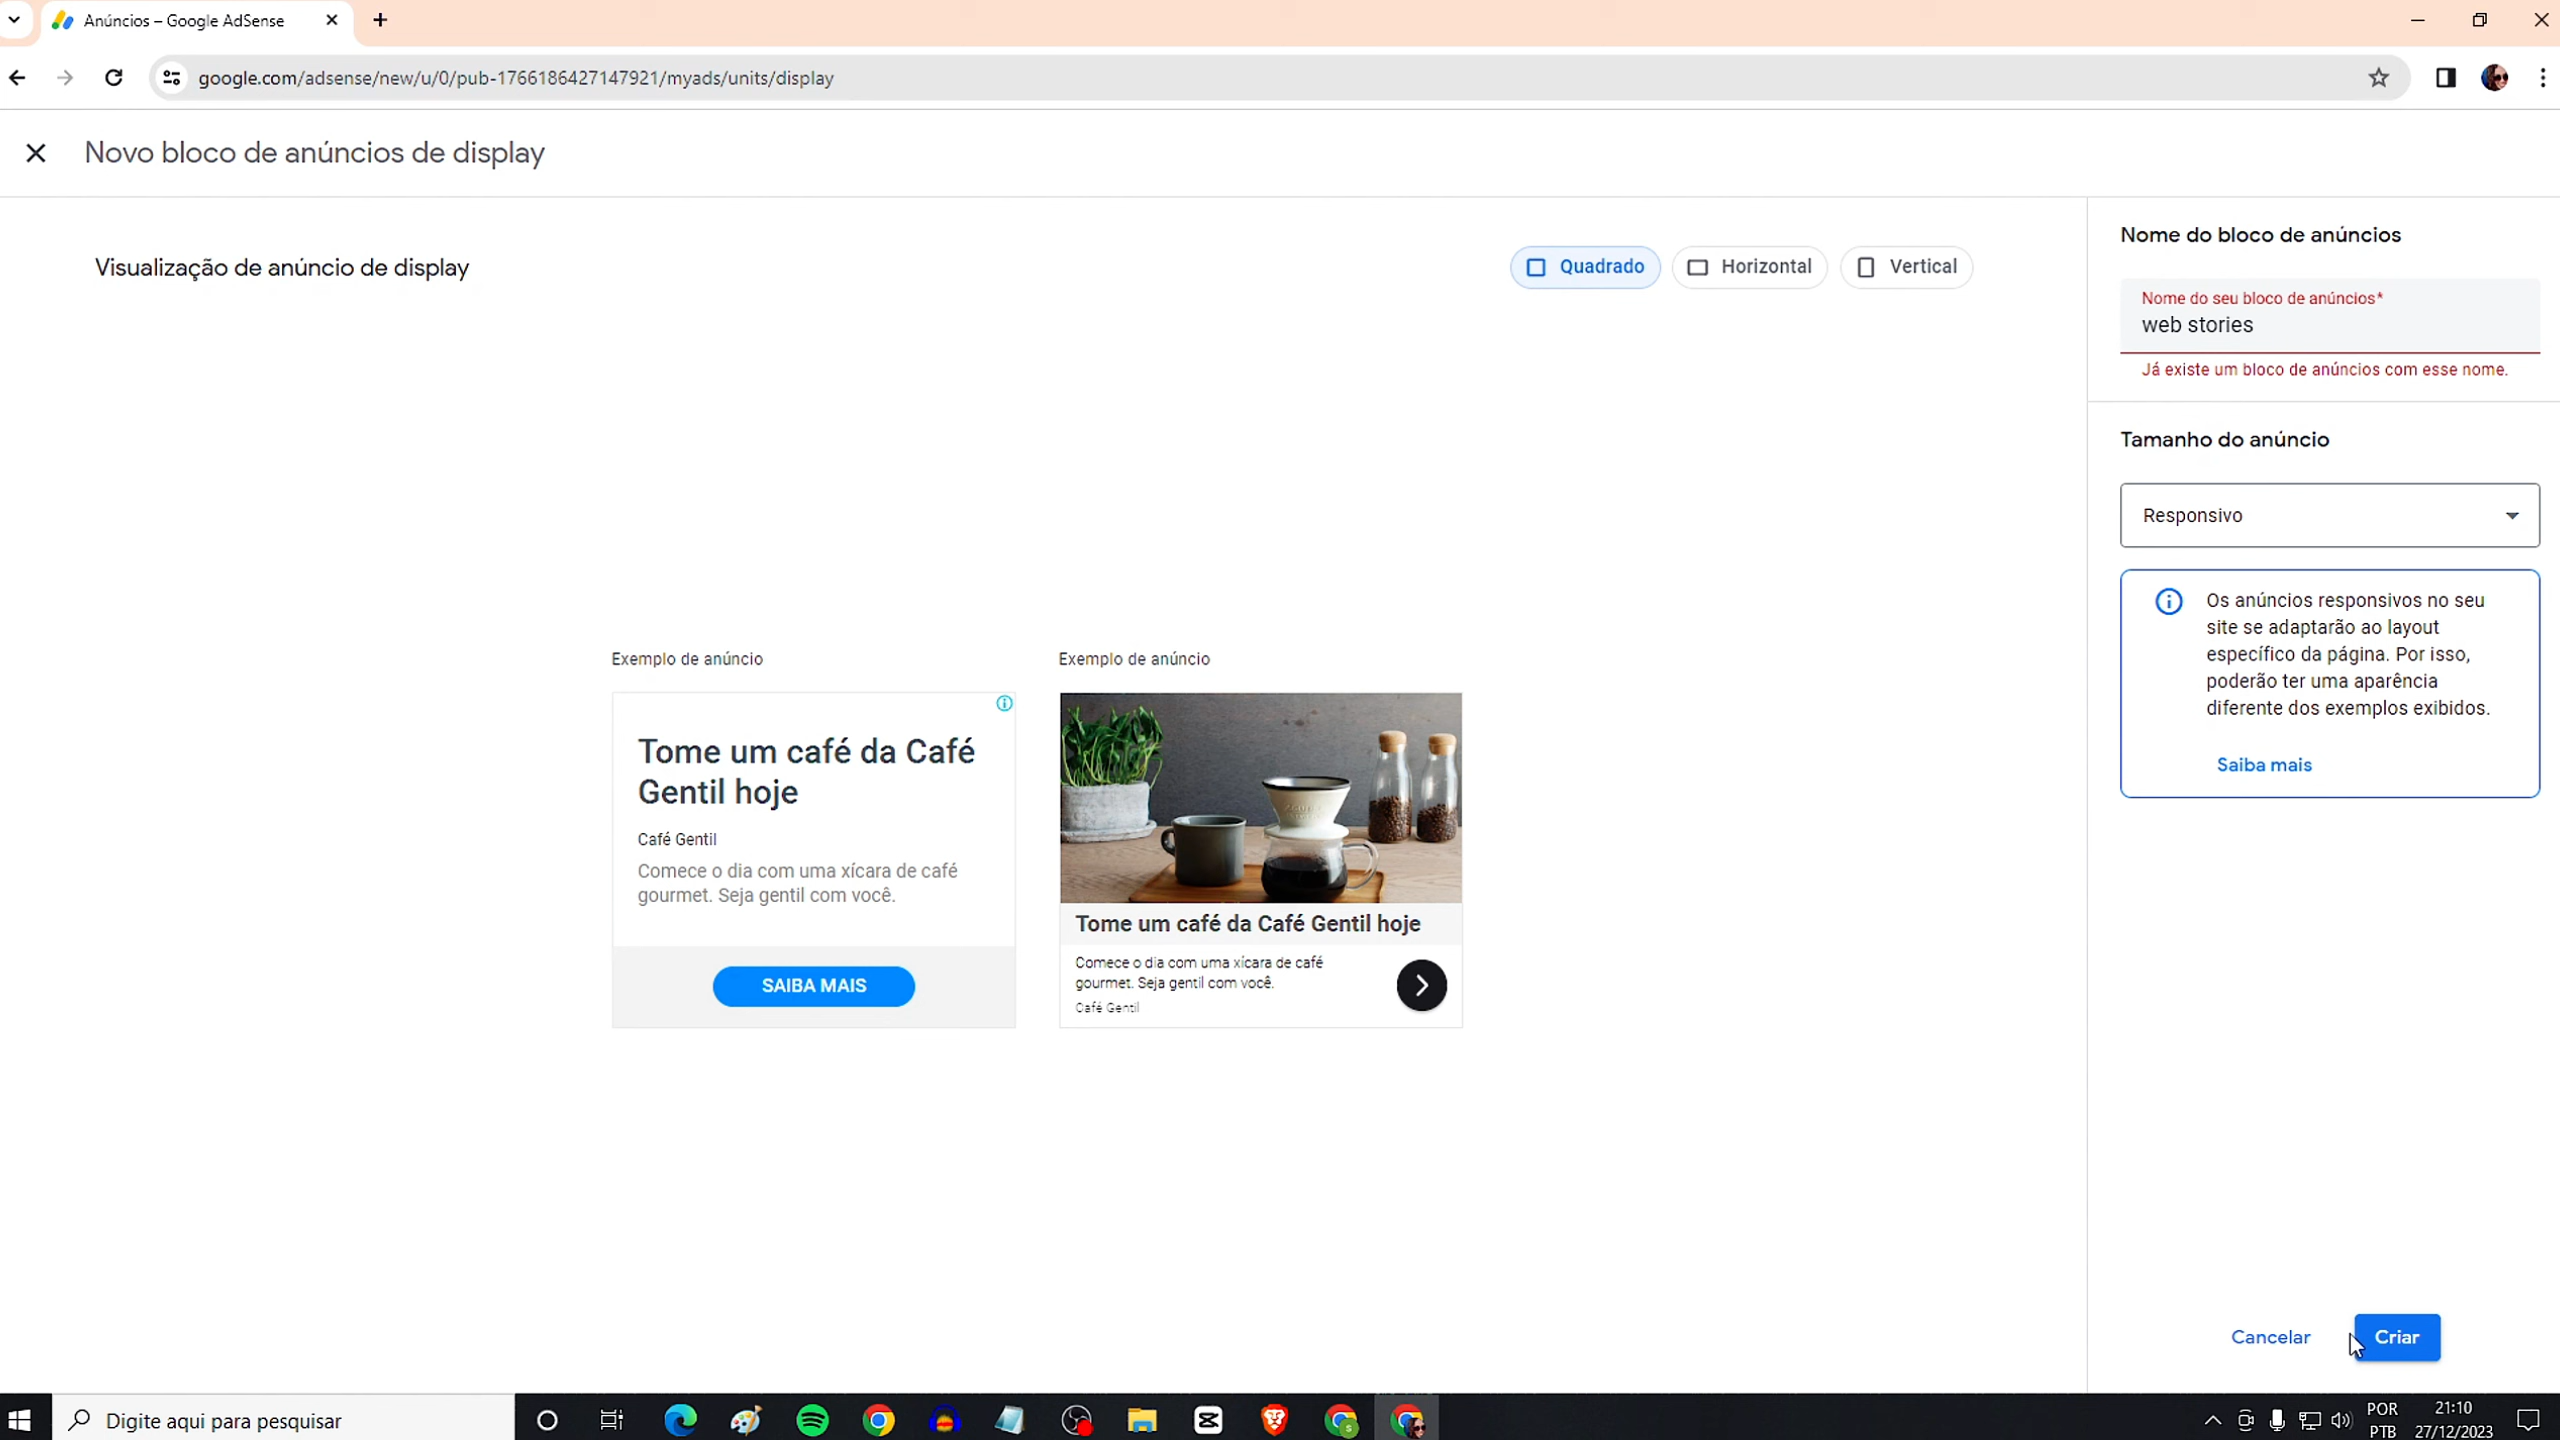 Anúncios – Google AdSense
google.com/adsense/new/u/0/pub-1766186427147921/myads/units/display
Novo bloco de anúncios de display
Visualização de anúncio de display
Quadrado
Horizontal
Vertical
Nome do bloco de anúncios
Nome do seu bloco de anúncios*
web stories
Já existe um bloco de anúncios com esse nome.
Tamanho do anúncio
Responsivo
Os anúncios responsivos no seu
site se adaptarão ao layout
específico da página. Por isso,
poderão ter uma aparência
diferente dos exemplos exibidos.
Saiba mais
Exemplo de anúncio
Tome um café da Café
Gentil hoje
Café Gentil
Comece o dia com uma xícara de café
gourmet. Seja gentil com você.
SAIBA MAIS
Exemplo de anúncio
Tome um café da Café Gentil hoje
Comece o dia com uma xícara de café
gourmet. Seja gentil com você.
Café Gentil
Cancelar
Criar
Digite aqui para pesquisar
POR
PTB
21:10
27/12/2023